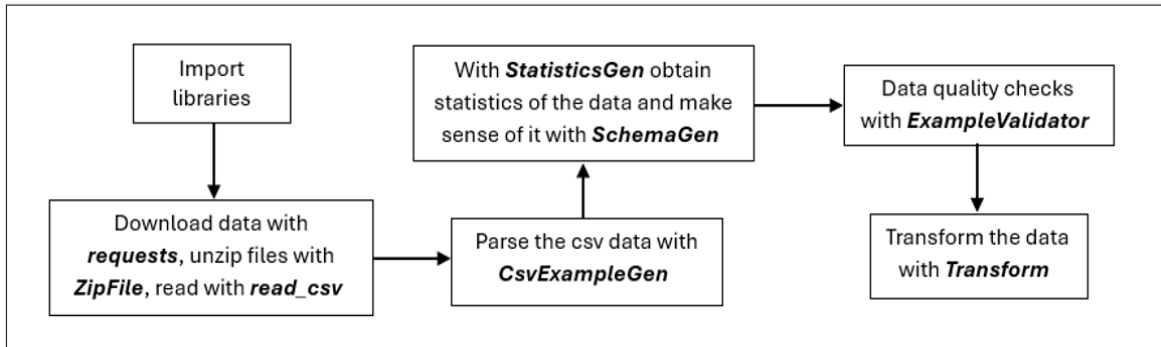 Import
libraries
Download data with
requests, unzip files with
ZipFile, read with read_csv
Parse the csv data with
CsvExampleGen
With StatisticsGen obtain
statistics of the data and make
sense of it with SchemaGen
Data quality checks
with ExampleValidator
Transform the data
with Transform